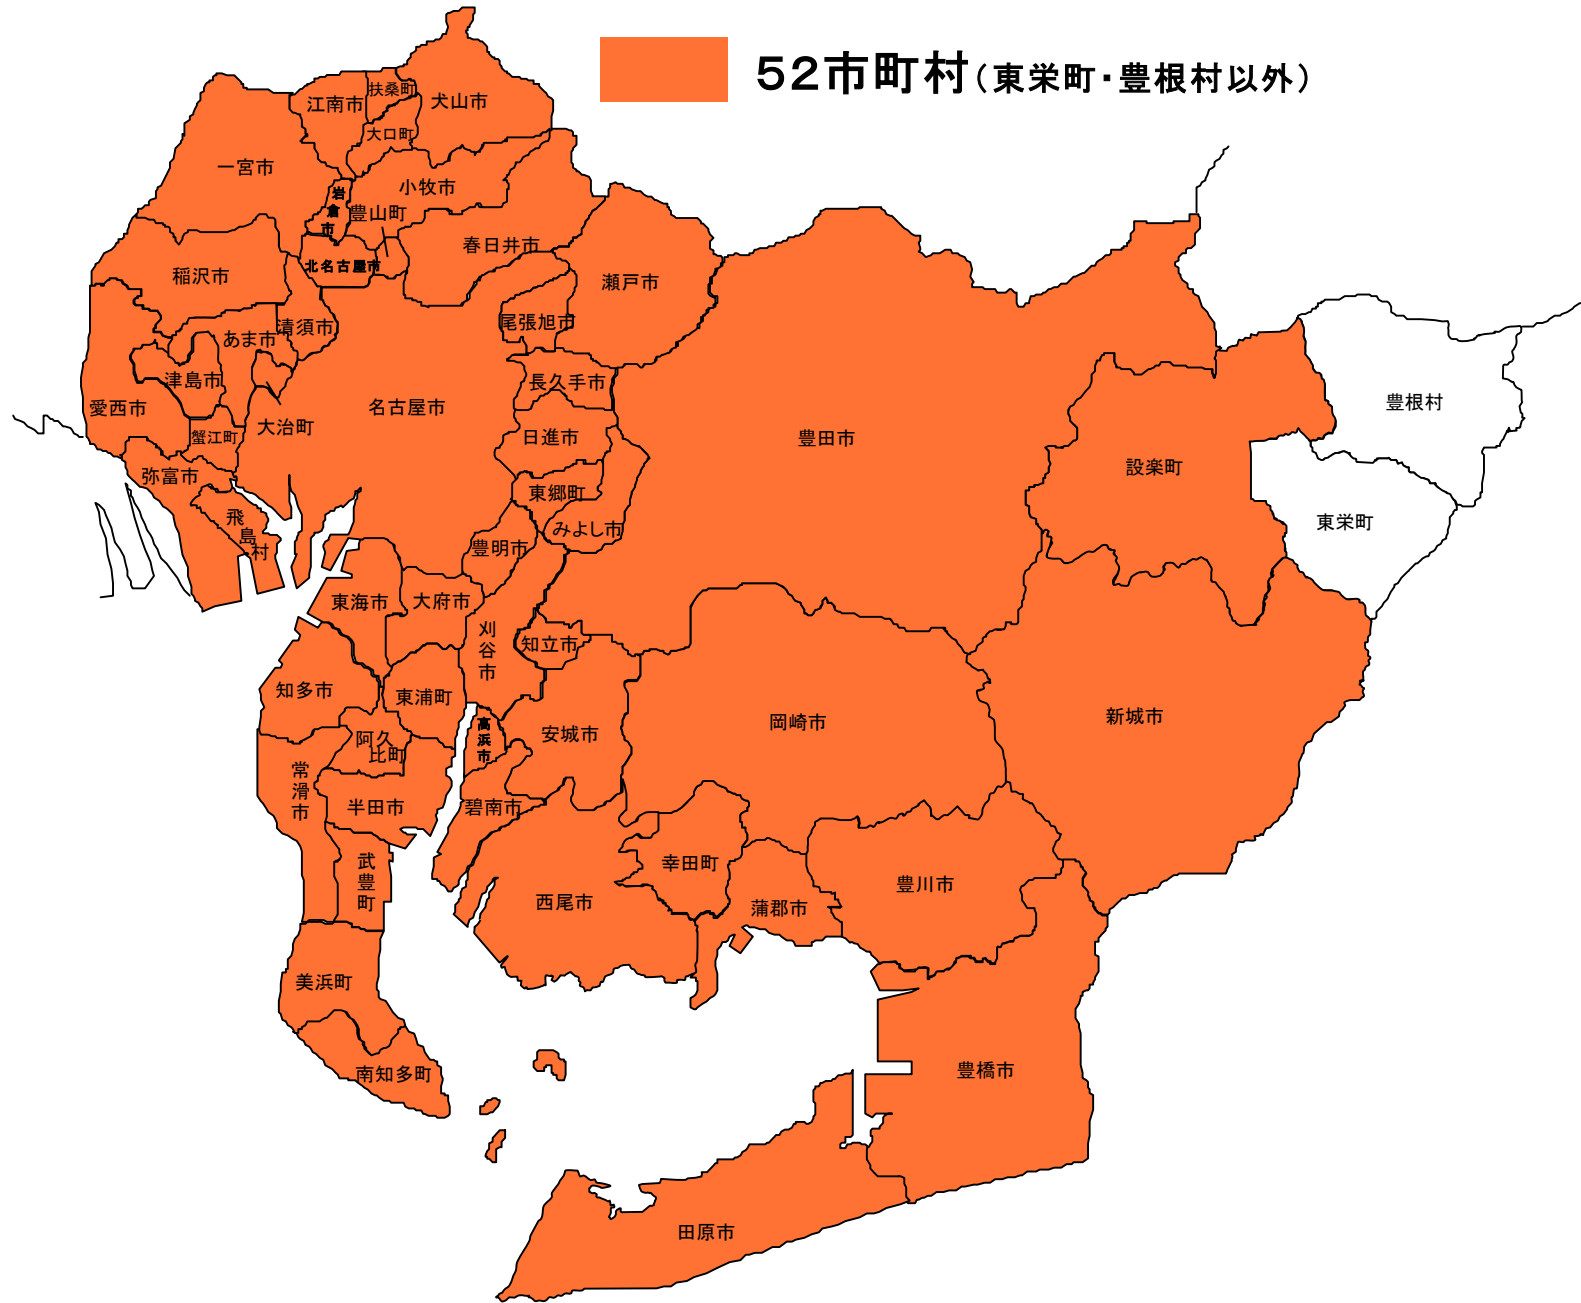 52市町村(東栄町・豊根村以外)
扶桑町
江南市
犬山市
大口町
一宮市
小牧市
岩倉市
豊山町
春日井市
北名古屋市
稲沢市
瀬戸市
尾張旭市
清須市
あま市
津島市
長久手市
愛西市
名古屋市
大治町
蟹江町
日進市
豊田市
豊根村
設楽町
弥富市
東郷町
飛島村
みよし市
東栄町
豊明市
東海市
大府市
刈谷市
知立市
知多市
東浦町
岡崎市
新城市
高浜市
安城市
阿久比町
常滑市
半田市
碧南市
武豊町
幸田町
豊川市
西尾市
蒲郡市
美浜町
南知多町
豊橋市
田原市